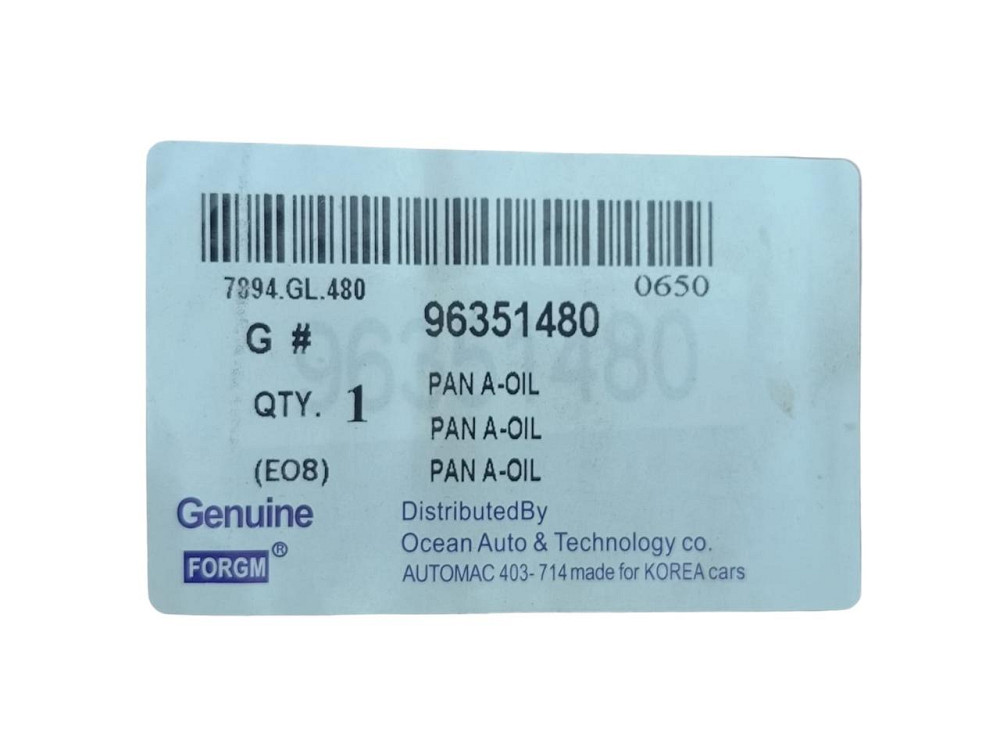 7894.GL.480 0650
G # 96351480
PAN A-OIL
QTY. 1
PAN A-OIL
(EO8) PAN A-OIL
Genuine DistributedBy
FORGM® Ocean Auto & Technology co.
AUTOMAC 403-714 made for KOREA cars